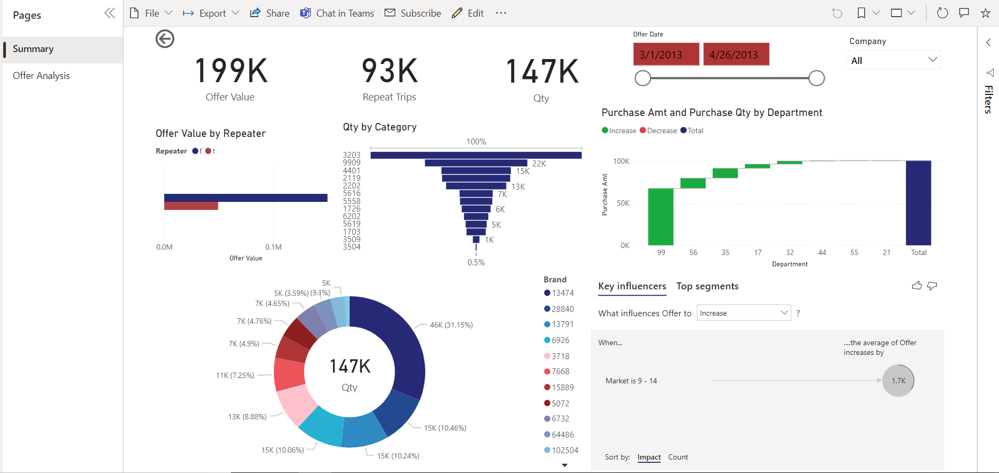 Pages
File
Export
Share
Chat in Teams
Subscribe
Edit
Summary
Offer Analysis
199K
Offer Value
93K
Repeat Trips
147K
Qty
Offer Date
3/1/2013
4/26/2013
Company
All
Filters
Offer Value by Repeater
Repeater f t
0.0M 0.1M
Offer Value
Qty by Category
100%
3203
9909 22K
4401 15K
2119
2202 13K
5616 7K
5558
1726 6K
6202
5619 5K
1703
3509 1K
3504
0.5%
Purchase Amt and Purchase Qty by Department
Increase Decrease Total
Purchase Amt
100K
50K
0K
99 56 35 17 32 44 55 21 Total
Department
5K
5K (3.59%) (3.1%)
7K (4.65%)
7K (4.76%)
7K (4.9%)
11K (7.25%)
13K (8.88%)
15K (10.06%)
15K (10.24%)
15K (10.46%)
46K (31.15%)
147K
Qty
Brand
13474
28840
13791
6926
3718
7668
15889
5072
6732
64486
102504
Key influencers Top segments
What influences Offer to Increase ?
When...
....the average of Offer
increases by
Market is 9 - 14
1.7K
Sort by: Impact Count